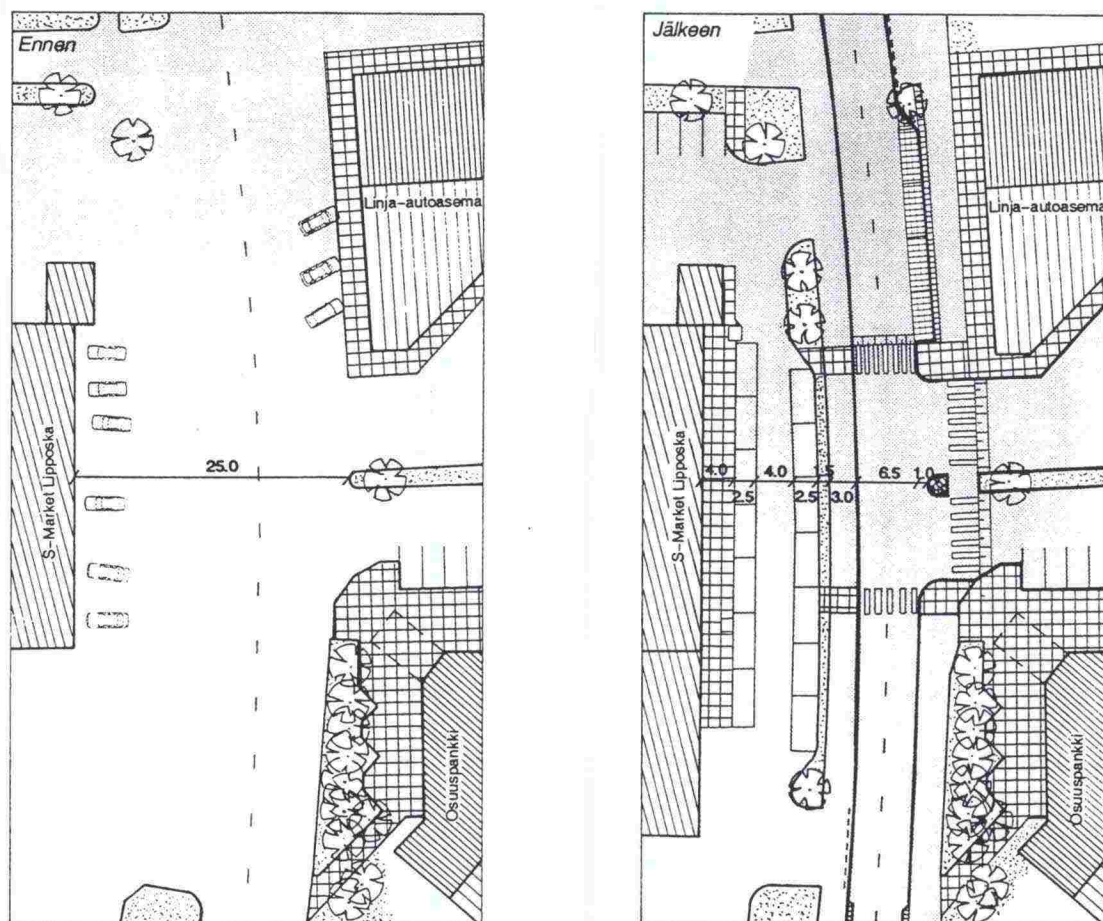 Ennen
Linja-autoasema
25.0
S-Market Lipposka
Osuuspankki
Jälkeen
Linja-autoasema
4.0
2.5
4.0
2.5
.5
3.0
6.5
1.0
S-Market Lipposka
Osuuspankki